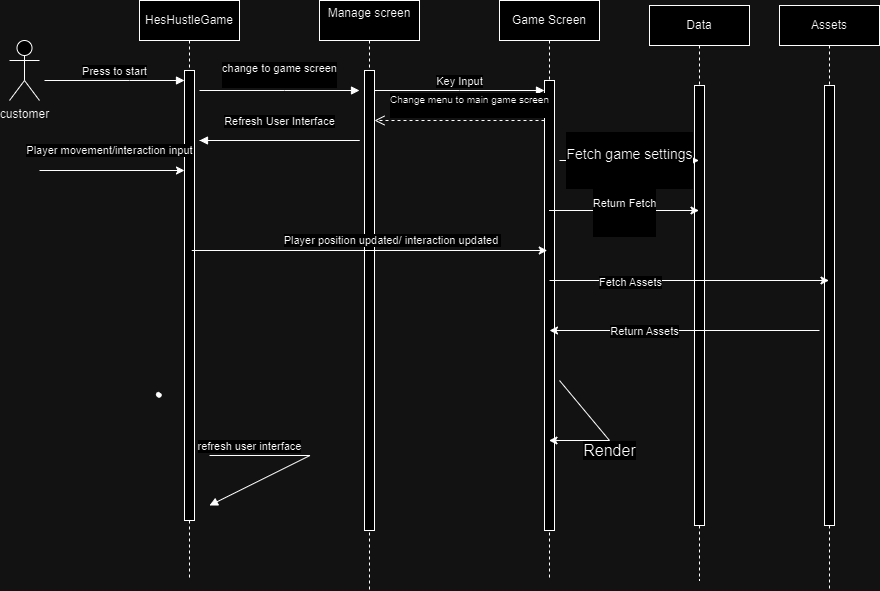 HesHustleGame
Manage screen
Game Screen
Data
Assets
customer
Press to start
change to game screen
Key Input
Change menu to main game screen
Refresh User Interface
Player movement/interaction input
Fetch game settings
Return Fetch
Player position updated/ interaction updated
Fetch Assets
Return Assets
refresh user interface
Render